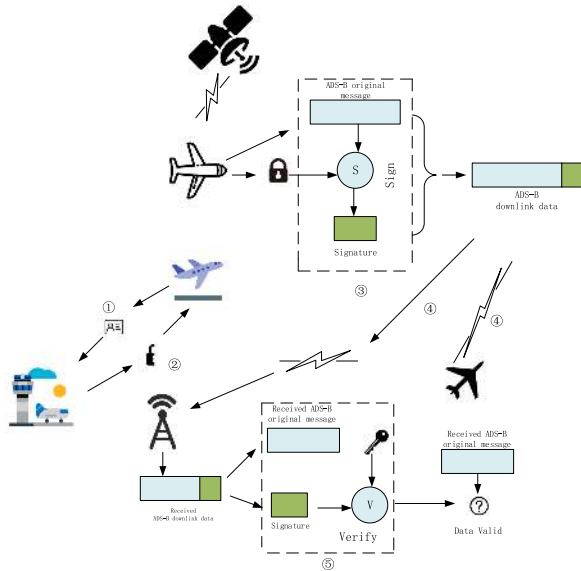 ADS-B original
message
S
Sign
Signature
ADS-B
downlink data
③
④
④
①
②
Received ADS-B
original message
Received ADS-B
original message
Received
ADS-B downlink data
Signature
V
Verify
?
Data Valid
⑤